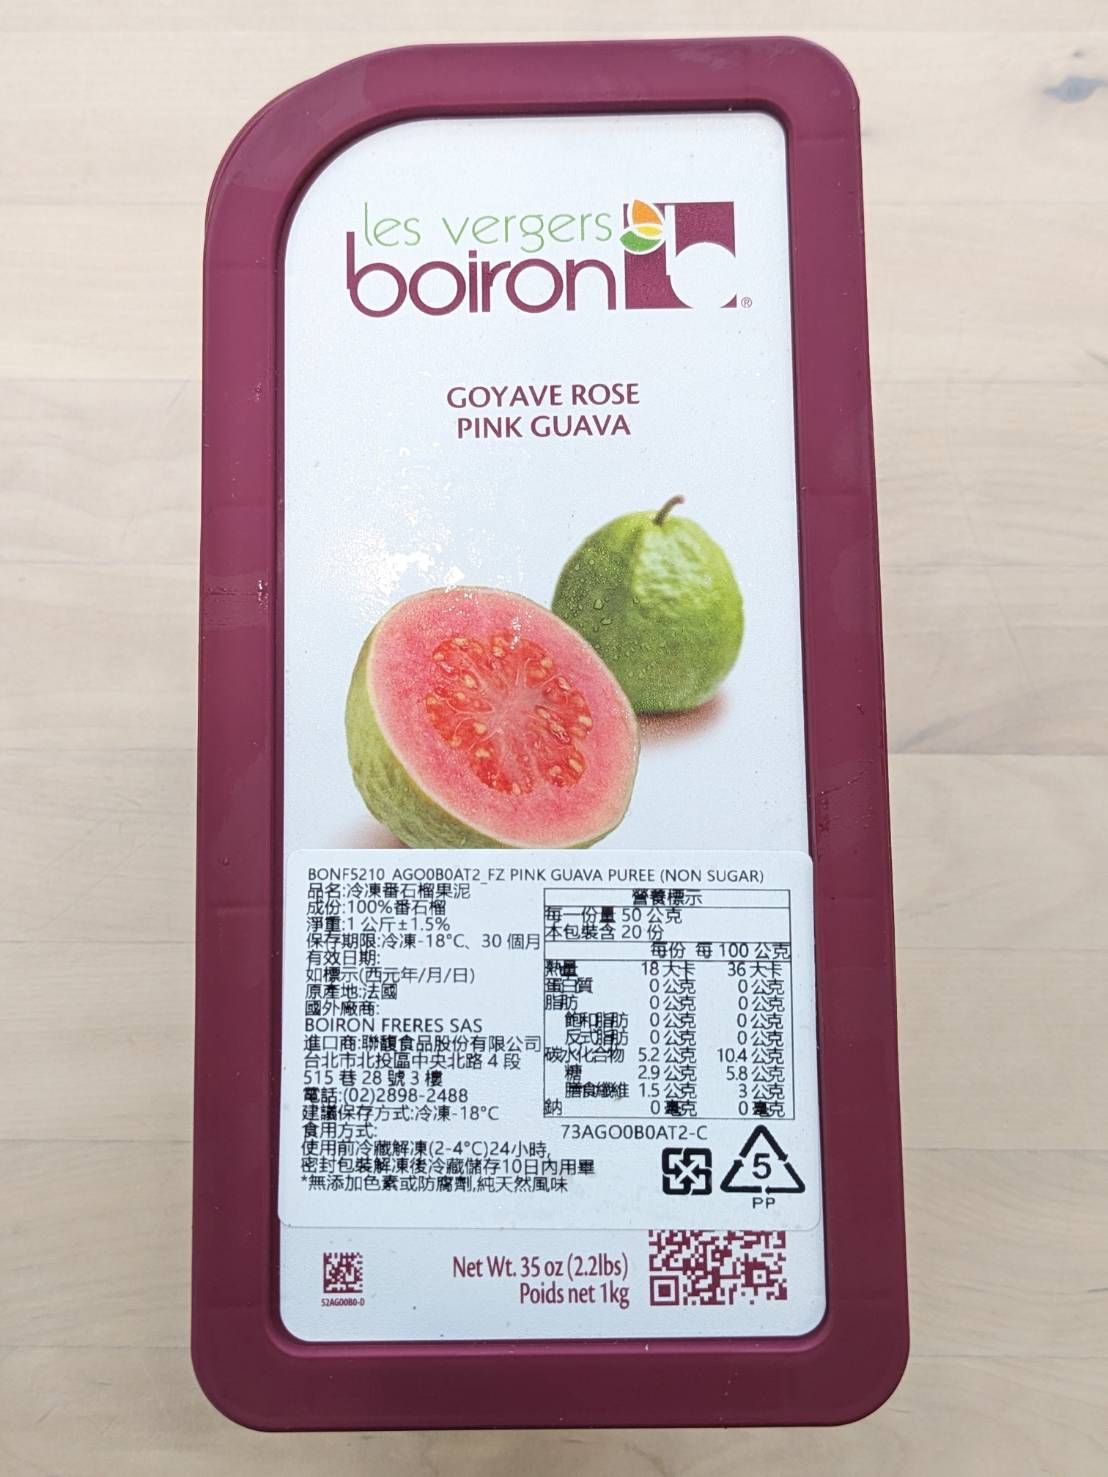 les vergers
boiron
®
GOYAVE ROSE
PINK GUAVA
BONF5210_AGO0B0AT2_FZ PINK GUAVA PUREE (NON SUGAR)
品名:冷凍番石榴果泥
成份:100%番石榴
淨重:1 公斤±1.5%
保存期限:冷凍-18°C、30 個月
有效日期:
如標示(西元年/月/日)
原產地:法國
國外廠商:
BOIRON FRERES SAS
進口商:聯馥食品股份有限公司
台北市北投區中央北路 4 段
515 巷 28 號 3 樓
電話:(02)2898-2488
建議保存方式:冷凍-18°C
食用方式:
使用前冷藏解凍(2-4°C)24小時,
密封包裝解凍後冷藏儲存10日內用畢
*無添加色素或防腐劑,純天然風味
營養標示
每一份量 50 公克
本包裝含 20 份
每份 每 100 公克
熱量 18 大卡 36 大卡
蛋白質 0 公克 0 公克
脂肪 0 公克 0 公克
飽和脂肪 0 公克 0 公克
反式脂肪 0 公克 0 公克
碳水化合物 5.2 公克 10.4 公克
糖 2.9 公克 5.8 公克
膳食纖維 1.5 公克 3 公克
鈉 0 毫克 0 毫克
73AGO0B0AT2-C
5
PP
52AGO0B0-D
Net Wt. 35 oz (2.2lbs)
Poids net 1kg